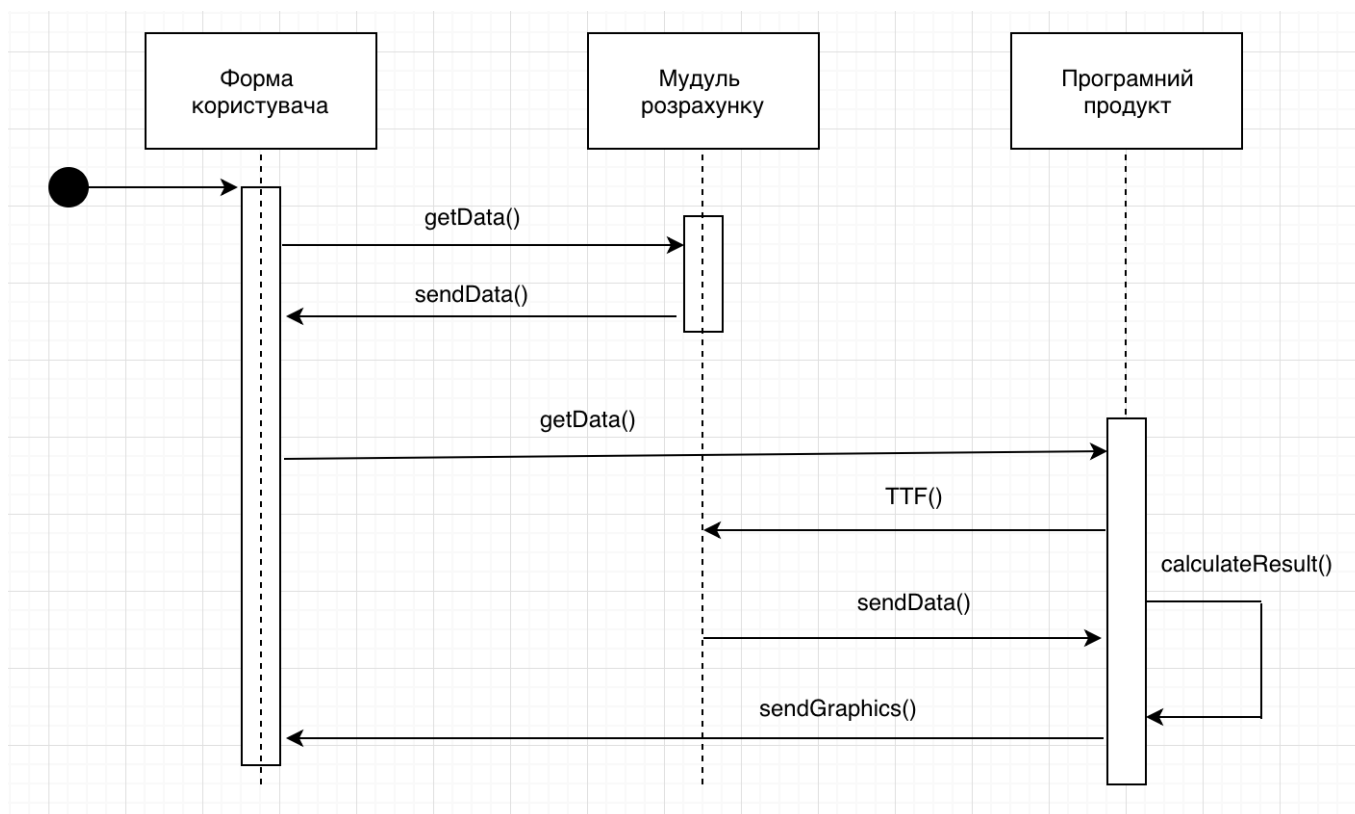 Форма
користувача
Мудуль
розрахунку
Програмний
продукт
getData()
sendData()
getData()
TTF()
calculateResult()
sendData()
sendGraphics()